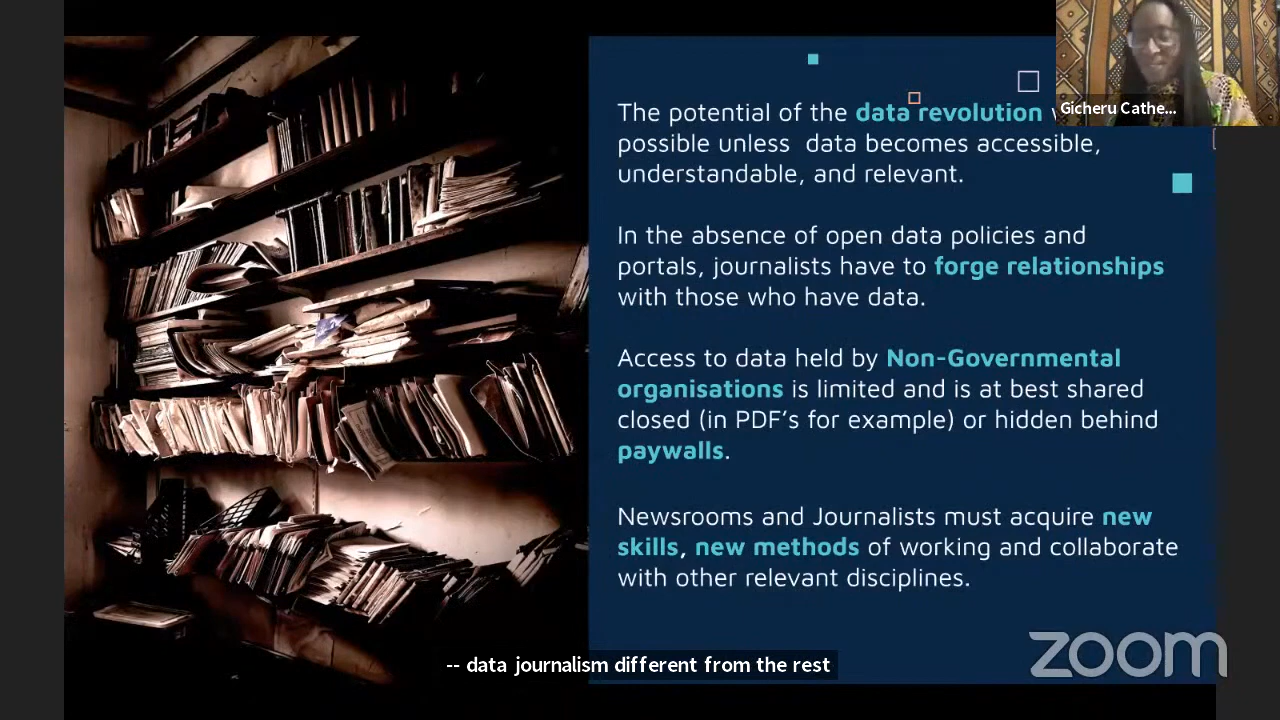 The potential of the data revolution
possible unless data becomes accessible,
understandable, and relevant.
In the absence of open data policies and
portals, journalists have to forge relationships
with those who have data.
Access to data held by Non-Governmental
organisations is limited and is at best shared
closed (in PDF's for example) or hidden behind
paywalls.
Newsrooms and Journalists must acquire new
skills, new methods of working and collaborate
with other relevant disciplines.
Gicheru Cathe...
-- data journalism different from the rest
zoom